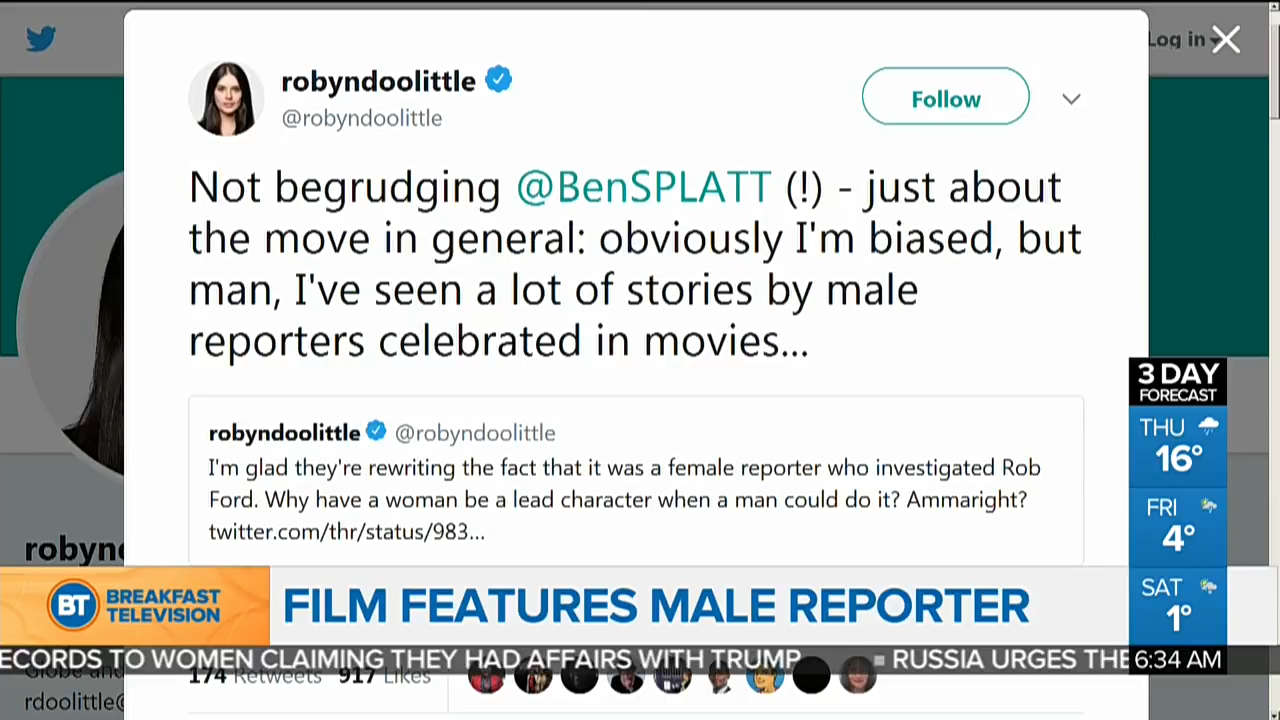 Log in
robyndoolittle
@robyndoolittle
Follow
Not begrudging @BenSPLATT (!) - just about
the move in general: obviously I'm biased, but
man, I've seen a lot of stories by male
reporters celebrated in movies...
robyndoolittle @robyndoolittle
I'm glad they're rewriting the fact that it was a female reporter who investigated Rob
Ford. Why have a woman be a lead character when a man could do it? Ammaright?
twitter.com/thr/status/983...
3 DAY
FORECAST
THU
16°
FRI
4°
SAT
1°
robynd
BT BREAKFAST
TELEVISION
FILM FEATURES MALE REPORTER
ECORDS TO WOMEN CLAIMING THEY HAD AFFAIRS WITH TRUMP ▪ RUSSIA URGES THE
6:34 AM
174 Retweets 917 Likes
Globe and
rdoolittle@